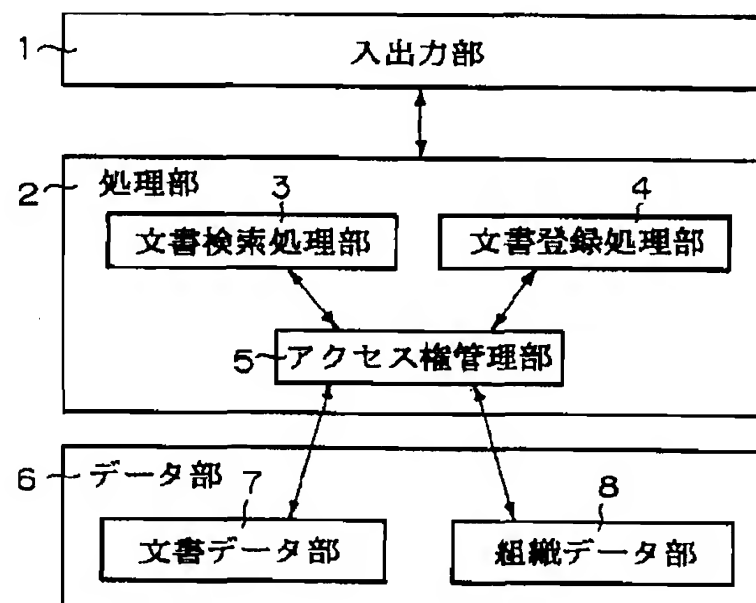 1 入出力部
2 処理部
3 4
文書検索処理部 文書登録処理部
5 アクセス権管理部
6 データ部
7 8
文書データ部 組織データ部